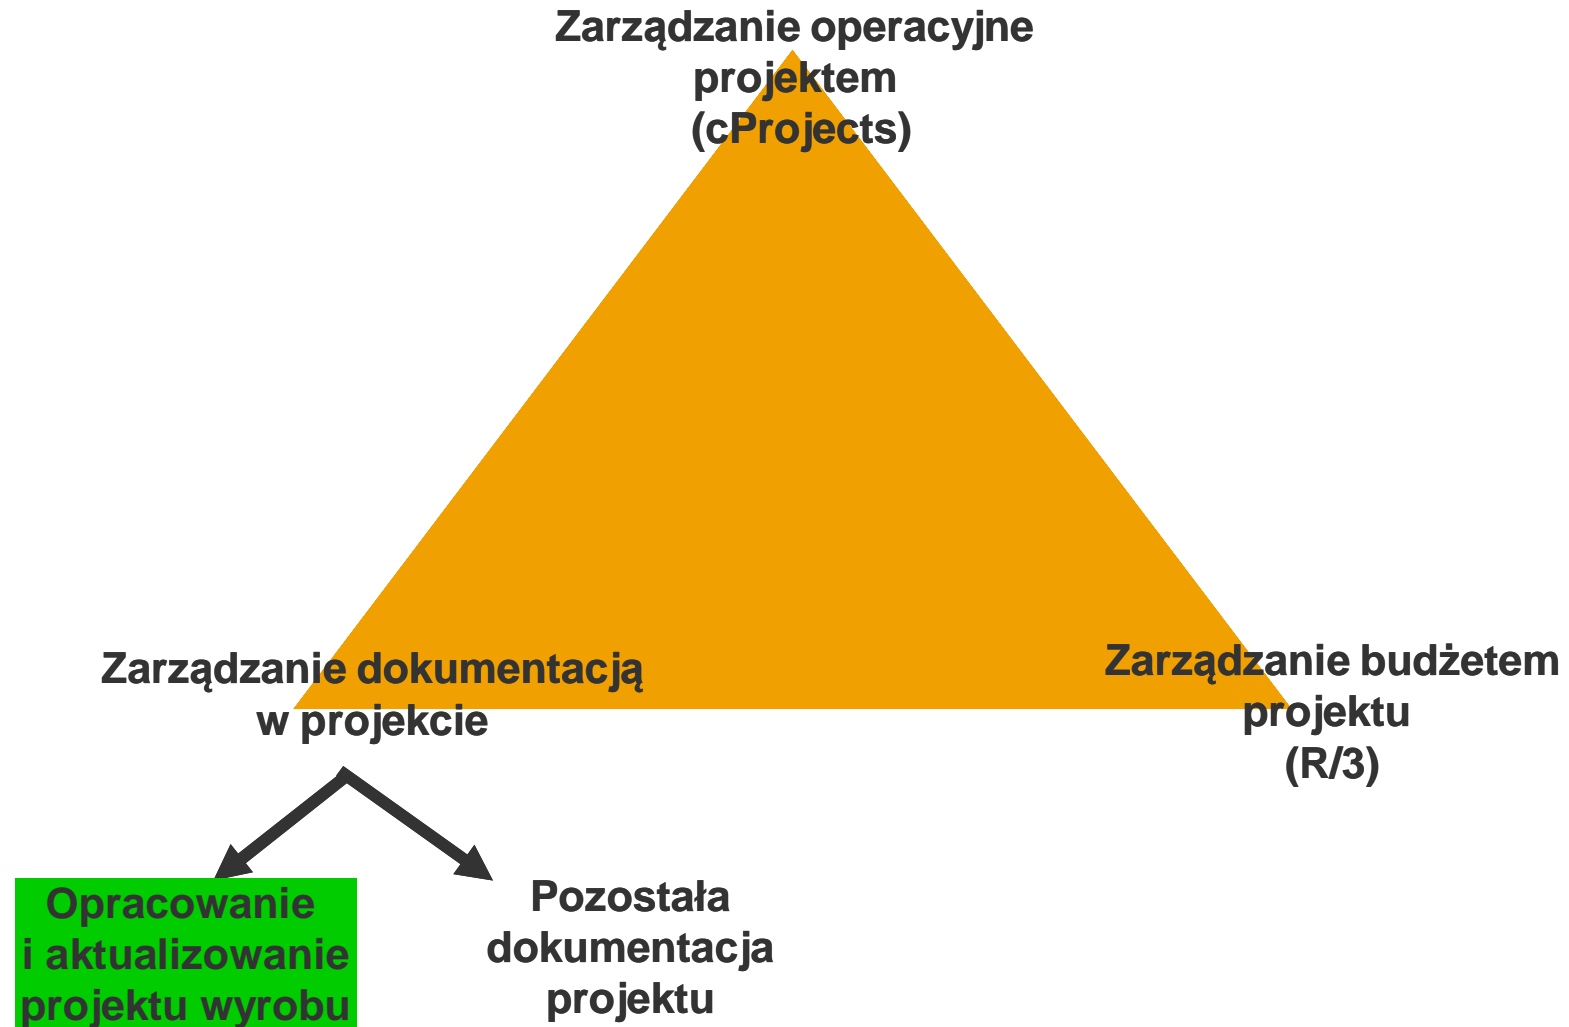 Zarządzanie operacyjne
projektem
(cProjects)
Zarządzanie dokumentacją
w projekcie
Zarządzanie budżetem
projektu
(R/3)
Opracowanie
i aktualizowanie
projektu wyrobu
Pozostała
dokumentacja
projektu